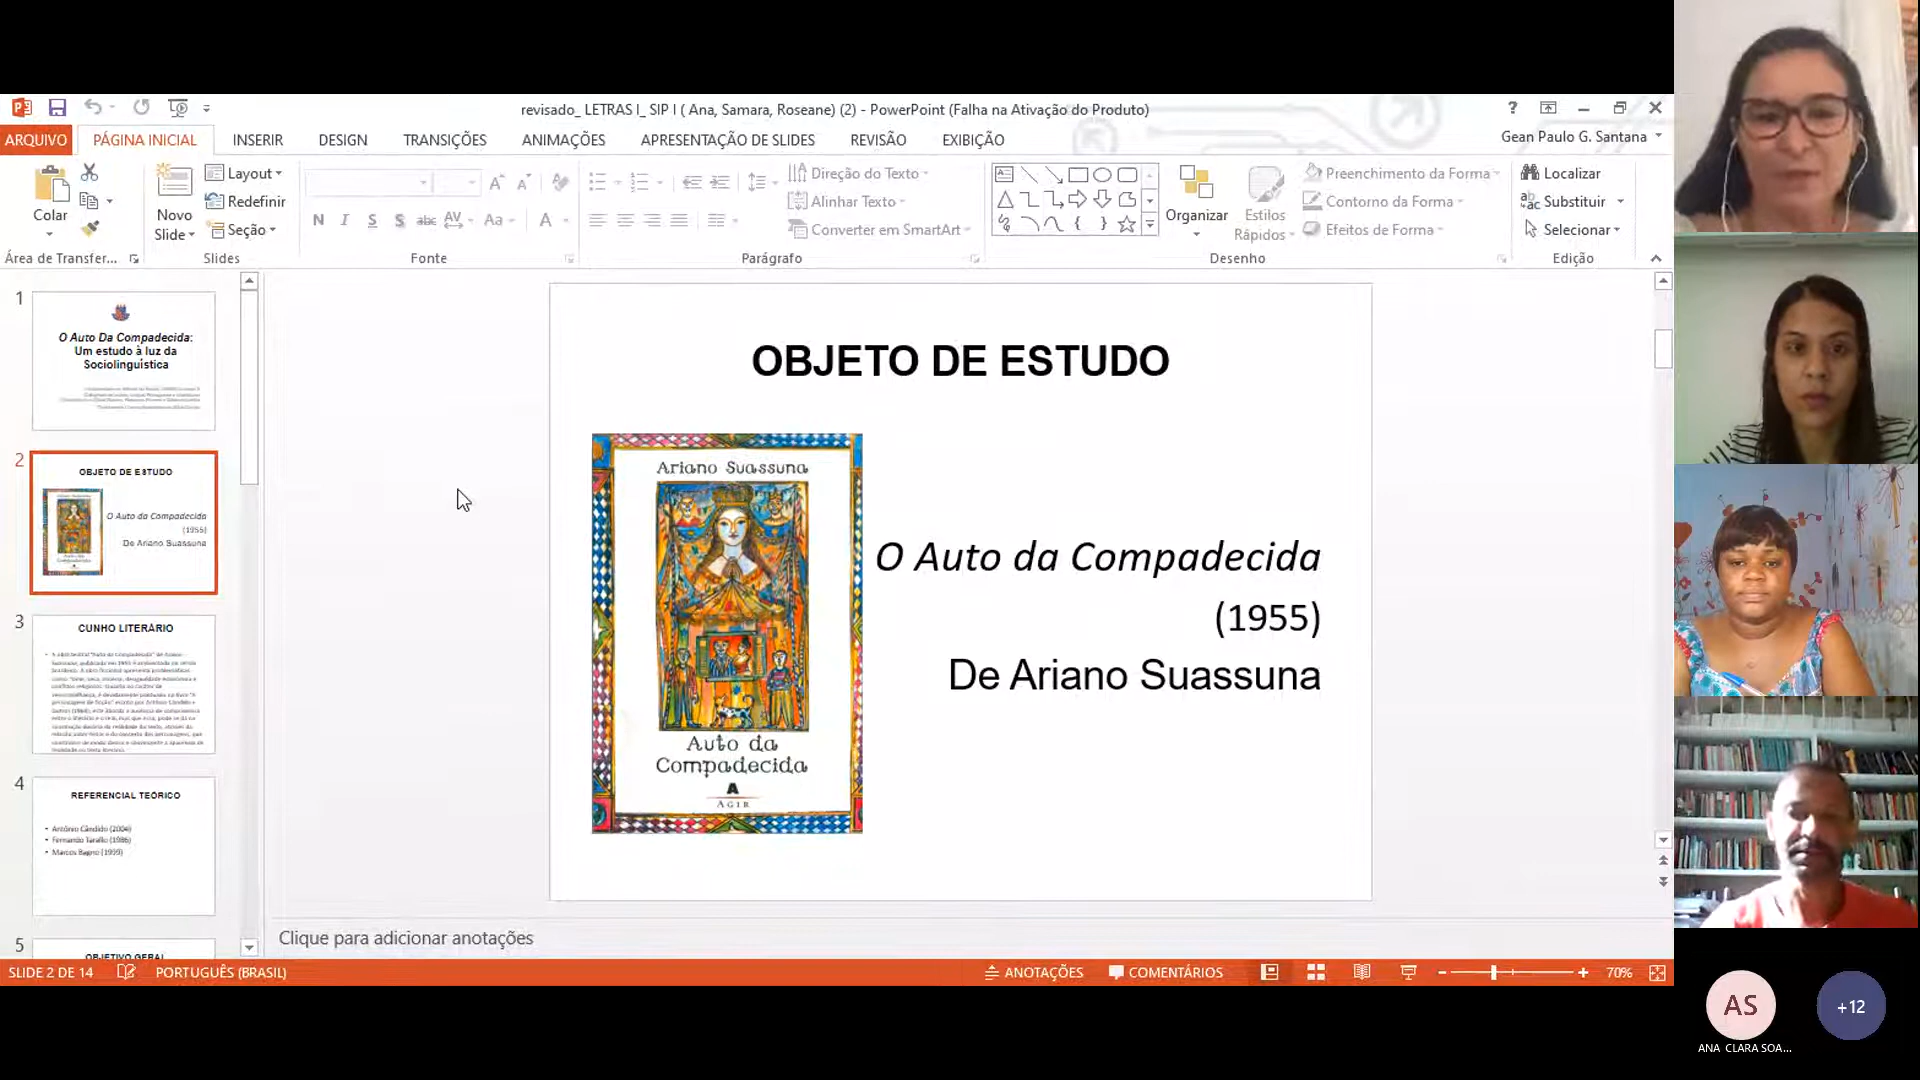 revisado_ LETRAS I_ SIP I ( Ana, Samara, Roseane) (2) - PowerPoint (Falha na Ativação do Produto)
?
ARQUIVO
PÁGINA INICIAL
INSERIR
DESIGN
TRANSIÇÕES
ANIMAÇÕES
APRESENTAÇÃO DE SLIDES
REVISÃO
EXIBIÇÃO
Gean Paulo G. Santana
Colar
Área de Transfer...
Novo
Slide
Layout
Redefinir
Seção
Slides
N I S S abc AV Aa A
Fonte
Direção do Texto
Alinhar Texto
Converter em SmartArt
Parágrafo
Organizar
Estilos
Rápidos
Preenchimento da Forma
Contorno da Forma
Efeitos de Forma
Desenho
Localizar
Substituir
Selecionar
Edição
1
O Auto Da Compadecida:
Um estudo à luz da
Sociolinguística
2
OBJETO DE ESTUDO
O Auto da Compadecida
(1955)
De Ariano Suassuna
3
CUNHO LITERÁRIO
4
REFERENCIAL TEÓRICO
• Antônio Cândido (2004)
• Fernando Tarallo (1986)
• Marcos Bagno (1999)
5
OBJETIVO GERAL
OBJETO DE ESTUDO
Ariano Suassuna
Auto da
Compadecida
A
AGIR
O Auto da Compadecida
(1955)
De Ariano Suassuna
Clique para adicionar anotações
SLIDE 2 DE 14
PORTUGUÊS (BRASIL)
ANOTAÇÕES
COMENTÁRIOS
70%
AS
+12
ANA CLARA SOA...